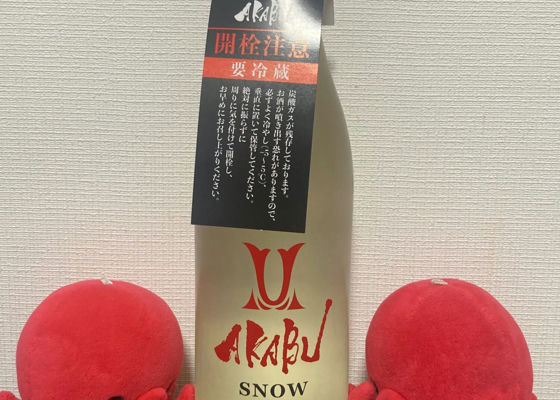 AKABU
開栓注意
要冷蔵
炭酸ガスが残存しております。
お酒が噴き出す恐れがありますので、
必ずよく冷やし(-5~5℃)、
垂直に置いて保管してください。
絶対に振らずに
周りに気を付けて開栓し、
お早めにお召し上がりください。
AKABU
SNOW